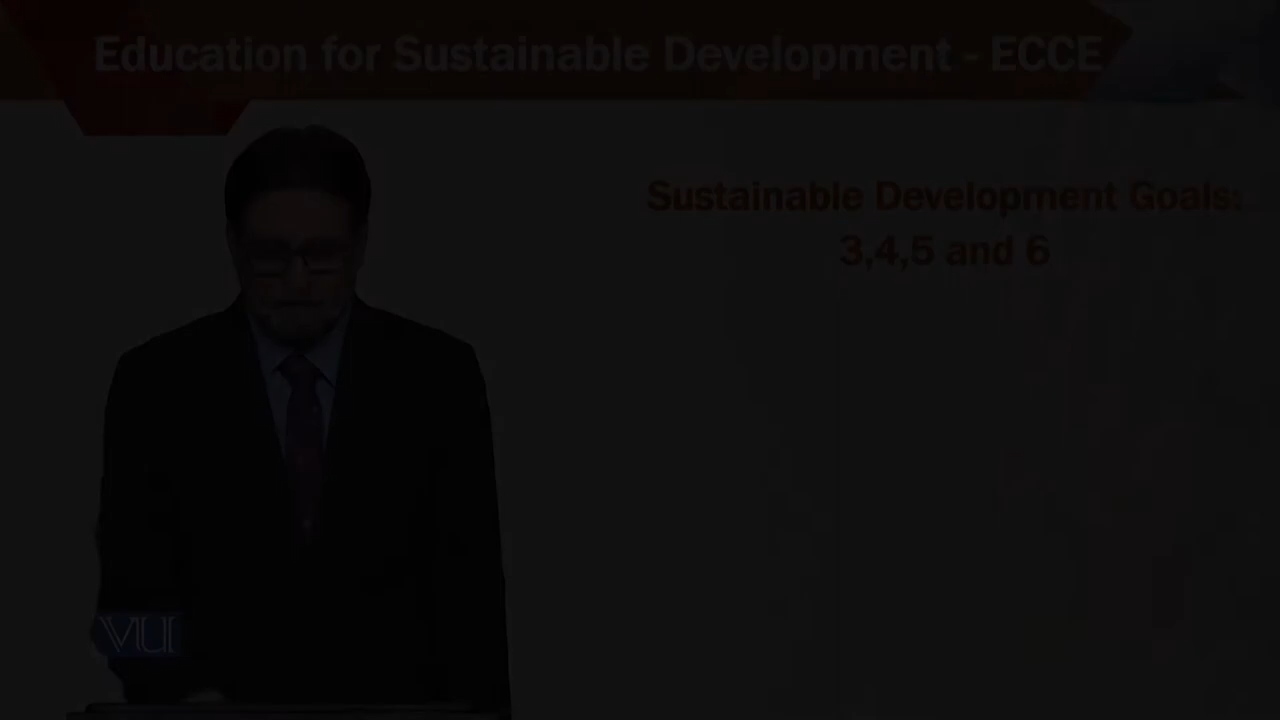 Education for Sustainable Development - ECCE
Sustainable Development Goals:
3,4,5 and 6
VU